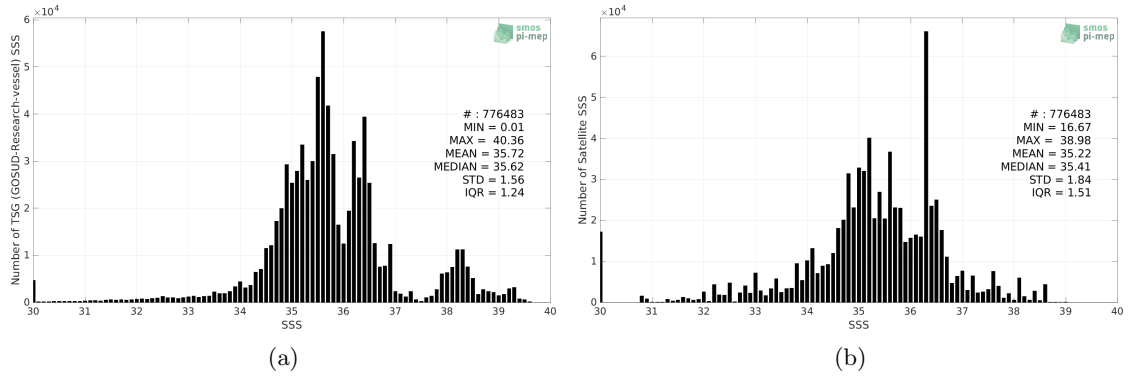 ×10^4
6
5
4
3
2
1
0
30 31 32 33 34 35 36 37 38 39 40
SSS
Number of TSG (GOSUD-Research-vessel) SSS
smos
pi-mep
# : 776483
MIN = 0.01
MAX = 40.36
MEAN = 35.72
MEDIAN = 35.62
STD = 1.56
IQR = 1.24
(a)
×10^4
6
5
4
3
2
1
0
30 31 32 33 34 35 36 37 38 39 40
SSS
Number of Satellite SSS
smos
pi-mep
# : 776483
MIN = 16.67
MAX = 38.98
MEAN = 35.22
MEDIAN = 35.41
STD = 1.84
IQR = 1.51
(b)